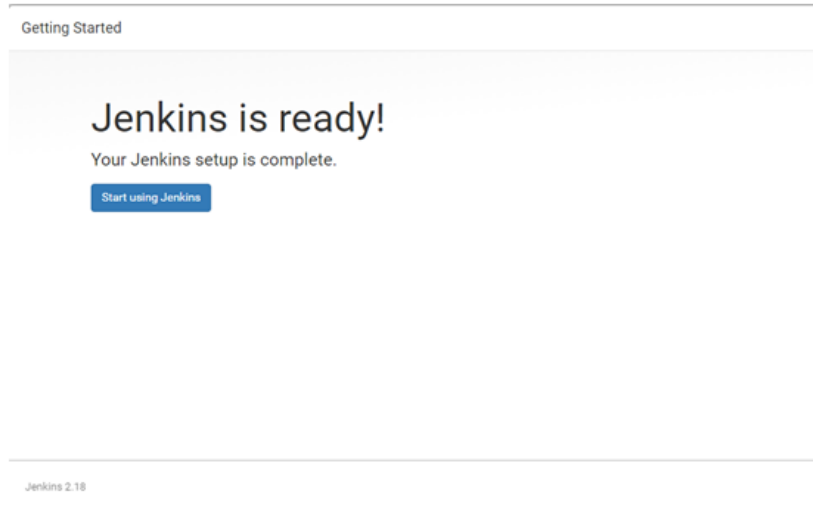 Getting Started
Jenkins is ready!
Your Jenkins setup is complete.
Start using Jenkins
Jenkins 2.18